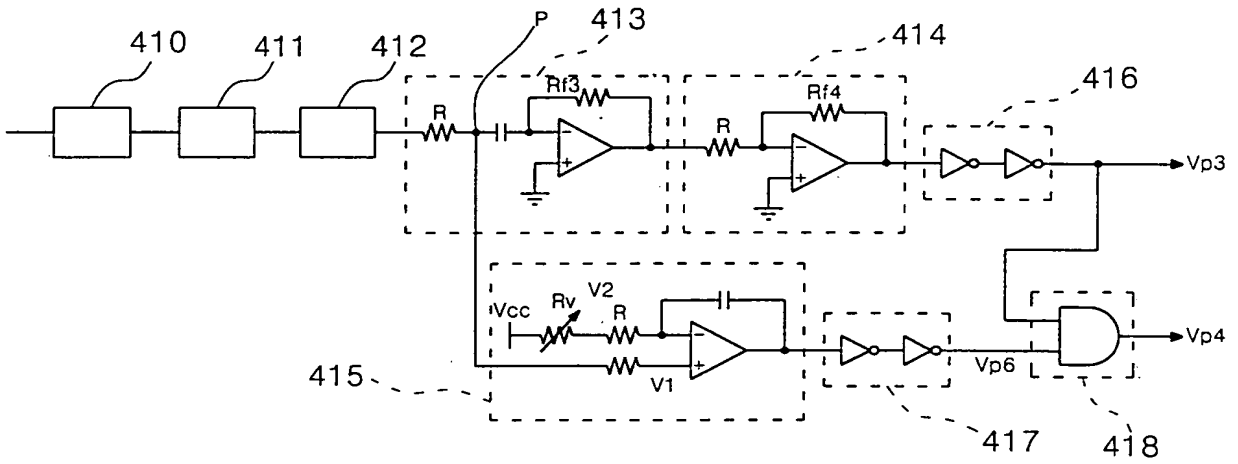 410
411
412
P
413
414
416
R
Rf3
−
+
R
Rf4
−
+
Vp3
Vcc
Rv
V2
R
−
+
V1
415
417
Vp6
418
Vp4